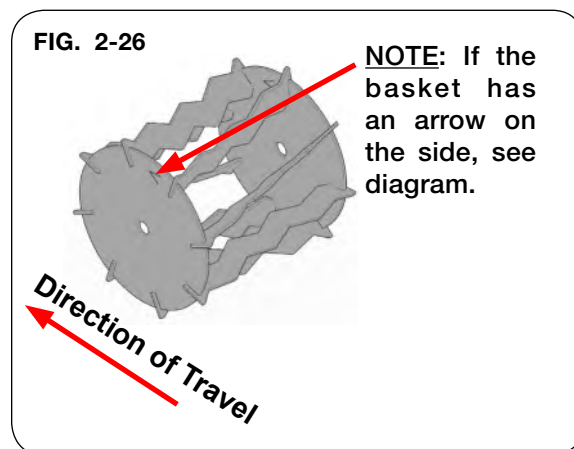 FIG. 2-26
NOTE: If the
basket has
an arrow on
the side, see
diagram.
Direction of Travel